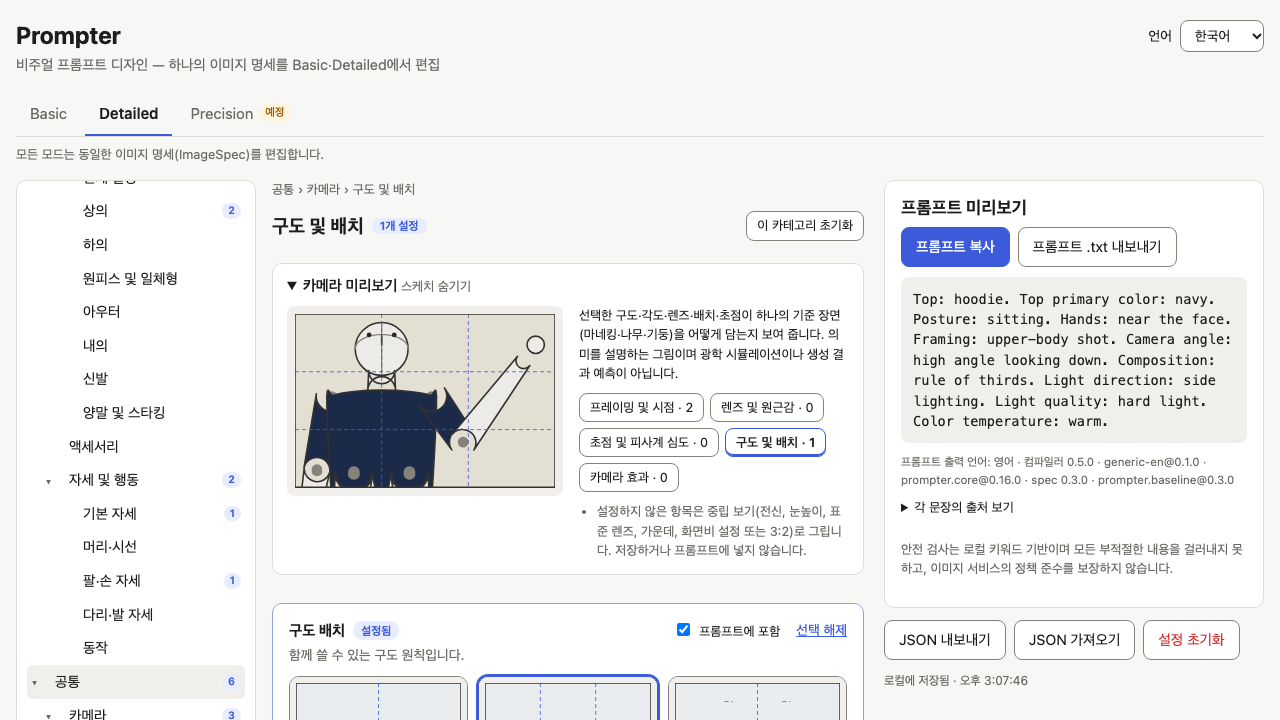 Prompter
비주얼 프롬프트 디자인 — 하나의 이미지 명세를 Basic·Detailed에서 편집
언어
한국어
Basic
Detailed
Precision 예정
모든 모드는 동일한 이미지 명세(ImageSpec)를 편집합니다.
상의 2
하의
원피스 및 일체형
아우터
내의
신발
양말 및 스타킹
액세서리
▾ 자세 및 행동 2
기본 자세 1
머리·시선
팔·손 자세 1
다리·발 자세
동작
▾ 공통 6
▾ 카메라 3
공통 › 카메라 › 구도 및 배치
구도 및 배치 1개 설정
이 카테고리 초기화
▼ 카메라 미리보기 스케치 숨기기
선택한 구도·각도·렌즈·배치·초점이 하나의 기준 장면
(마네킹·나무·기둥)을 어떻게 담는지 보여 줍니다. 의
미를 설명하는 그림이며 광학 시뮬레이션이나 생성 결
과 예측이 아닙니다.
프레이밍 및 시점 · 2
렌즈 및 원근감 · 0
초점 및 피사계 심도 · 0
구도 및 배치 · 1
카메라 효과 · 0
• 설정하지 않은 항목은 중립 보기(전신, 눈높이, 표
준 렌즈, 가운데, 화면비 설정 또는 3:2)로 그립니
다. 저장하거나 프롬프트에 넣지 않습니다.
구도 배치 설정됨
프롬프트에 포함
선택 해제
함께 쓸 수 있는 구도 원칙입니다.
프롬프트 미리보기
프롬프트 복사
프롬프트 .txt 내보내기
Top: hoodie. Top primary color: navy.
Posture: sitting. Hands: near the face.
Framing: upper-body shot. Camera angle:
high angle looking down. Composition:
rule of thirds. Light direction: side
lighting. Light quality: hard light.
Color temperature: warm.
프롬프트 출력 언어: 영어 · 컴파일러 0.5.0 · generic-en@0.1.0 ·
prompter.core@0.16.0 · spec 0.3.0 · prompter.baseline@0.3.0
▶ 각 문장의 출처 보기
안전 검사는 로컬 키워드 기반이며 모든 부적절한 내용을 걸러내지 못
하고, 이미지 서비스의 정책 준수를 보장하지 않습니다.
JSON 내보내기
JSON 가져오기
설정 초기화
로컬에 저장됨 · 오후 3:07:46